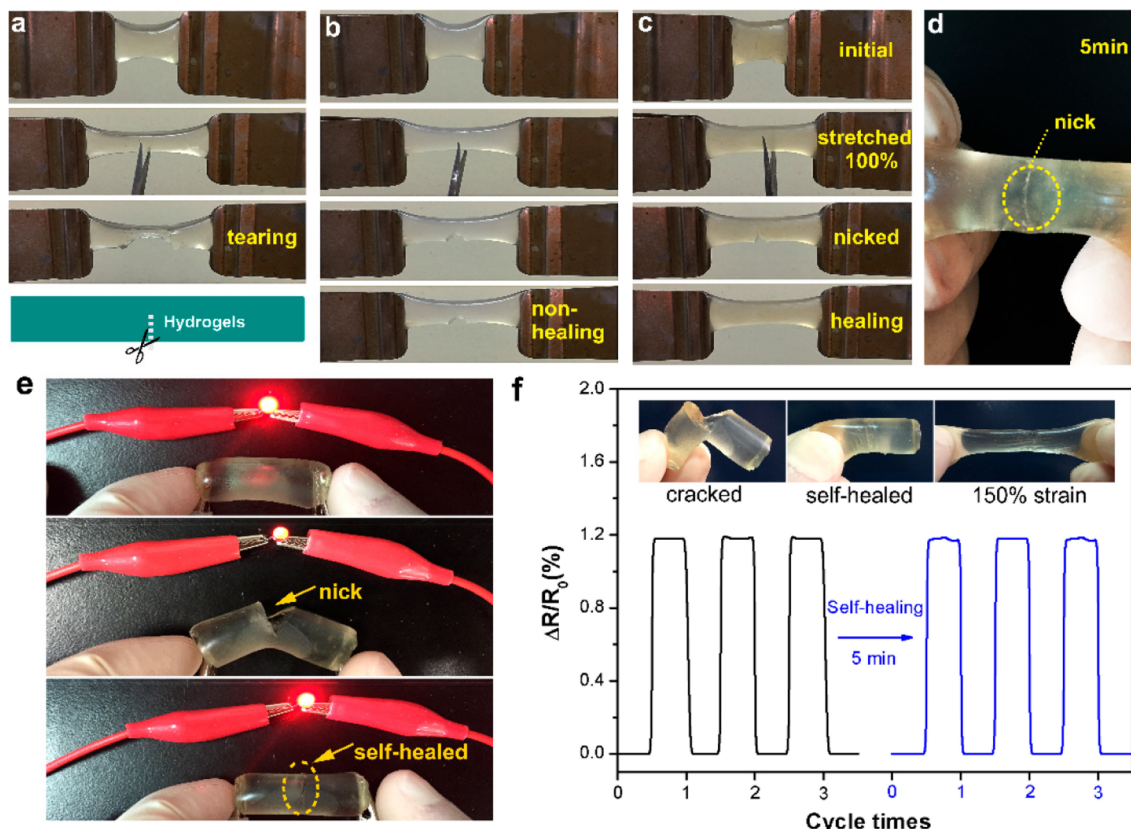 a
tearing
Hydrogels
b
non-
healing
c
initial
stretched
100%
nicked
healing
d
5min
nick
e
nick
self-healed
f
2.0
1.6
1.2
0.8
0.4
0.0
ΔR/R₀(%)
cracked
self-healed
150% strain
Self-healing
5 min
0
1
2
3
0
1
2
3
Cycle times